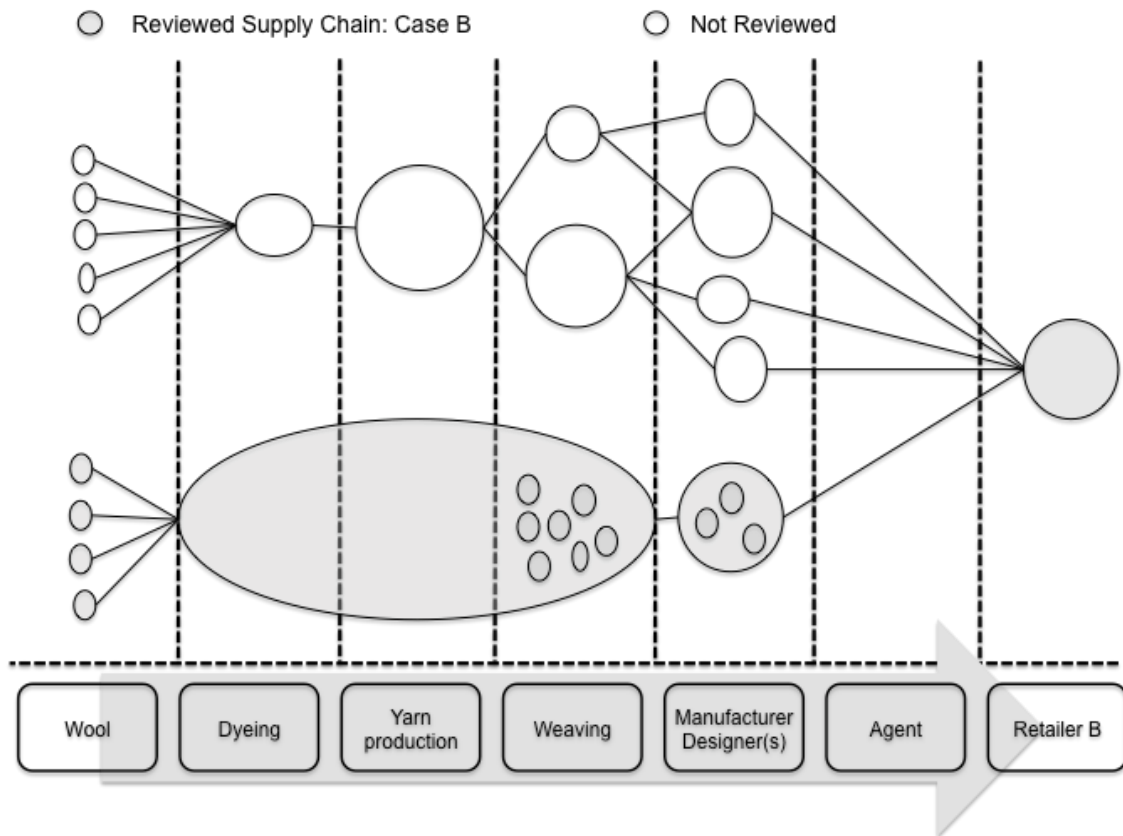 Reviewed Supply Chain: Case B
Not Reviewed
Wool
Dyeing
Yarn
production
Weaving
Manufacturer
Designer(s)
Agent
Retailer B